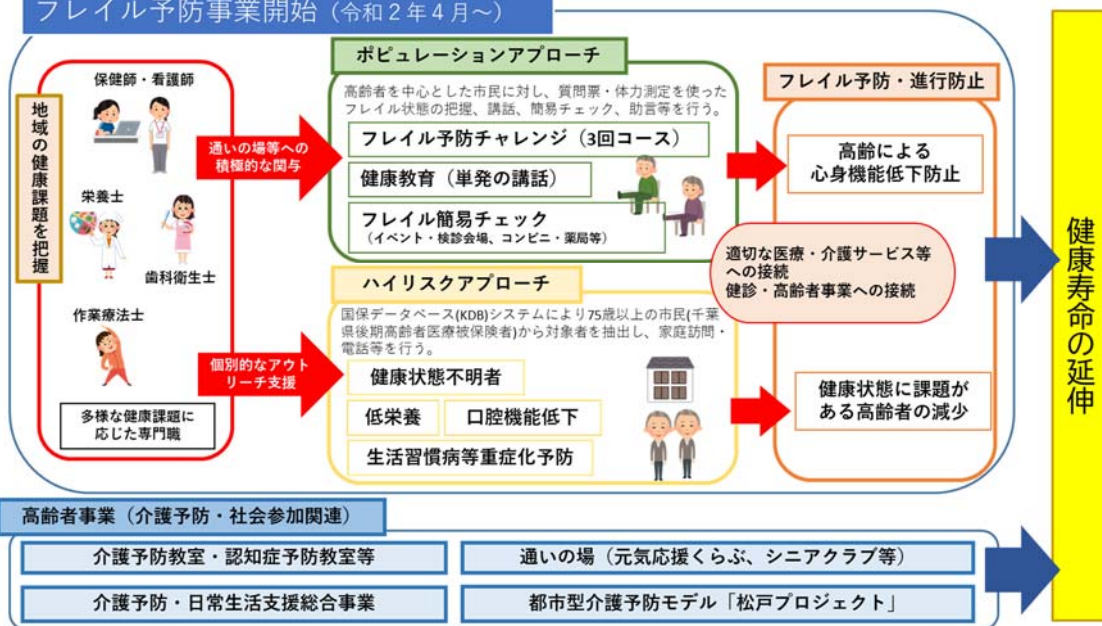 フレイル予防事業開始（令和２年４月～）
地域の健康課題を把握
保健師・看護師
栄養士
歯科衛生士
作業療法士
多様な健康課題に
応じた専門職
通いの場等への
積極的な関与
個別的なアウト
リーチ支援
ポピュレーションアプローチ
高齢者を中心とした市民に対し、質問票・体力測定を使った
フレイル状態の把握、講話、簡易チェック、助言等を行う。
フレイル予防チャレンジ（3回コース）
健康教育（単発の講話）
フレイル簡易チェック
（イベント・検診会場、コンビニ・薬局等）
ハイリスクアプローチ
国保データベース(KDB)システムにより75歳以上の市民(千葉
県後期高齢者医療被保険者)から対象者を抽出し、家庭訪問・
電話等を行う。
健康状態不明者
低栄養
口腔機能低下
生活習慣病等重症化予防
フレイル予防・進行防止
高齢による
心身機能低下防止
適切な医療・介護サービス等
への接続
健診・高齢者事業への接続
健康状態に課題が
ある高齢者の減少
健康寿命の延伸
高齢者事業（介護予防・社会参加関連）
介護予防教室・認知症予防教室等
通いの場（元気応援くらぶ、シニアクラブ等）
介護予防・日常生活支援総合事業
都市型介護予防モデル「松戸プロジェクト」